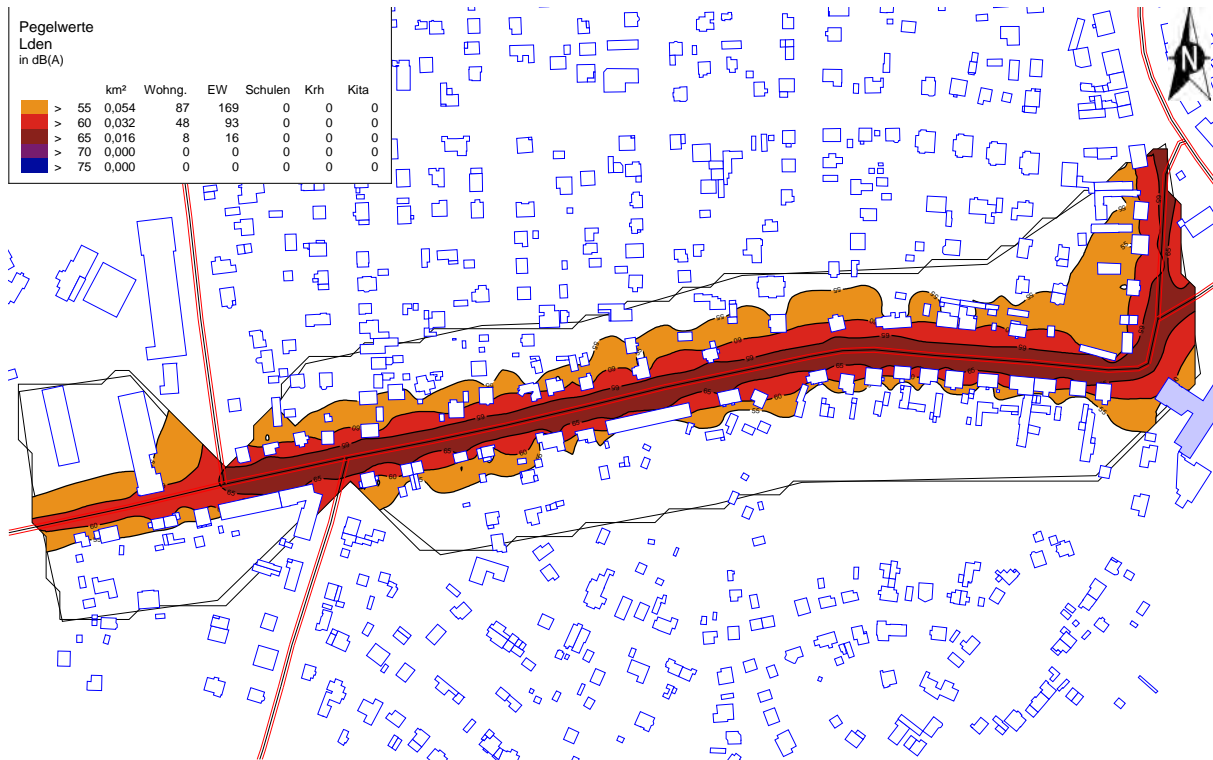 Pegelwerte
Lden
in dB(A)
km² Wohng. EW Schulen Krh Kita
> 55 0,054 87 169 0 0 0
> 60 0,032 48 93 0 0 0
> 65 0,016 8 16 0 0 0
> 70 0,000 0 0 0 0 0
> 75 0,000 0 0 0 0 0
N